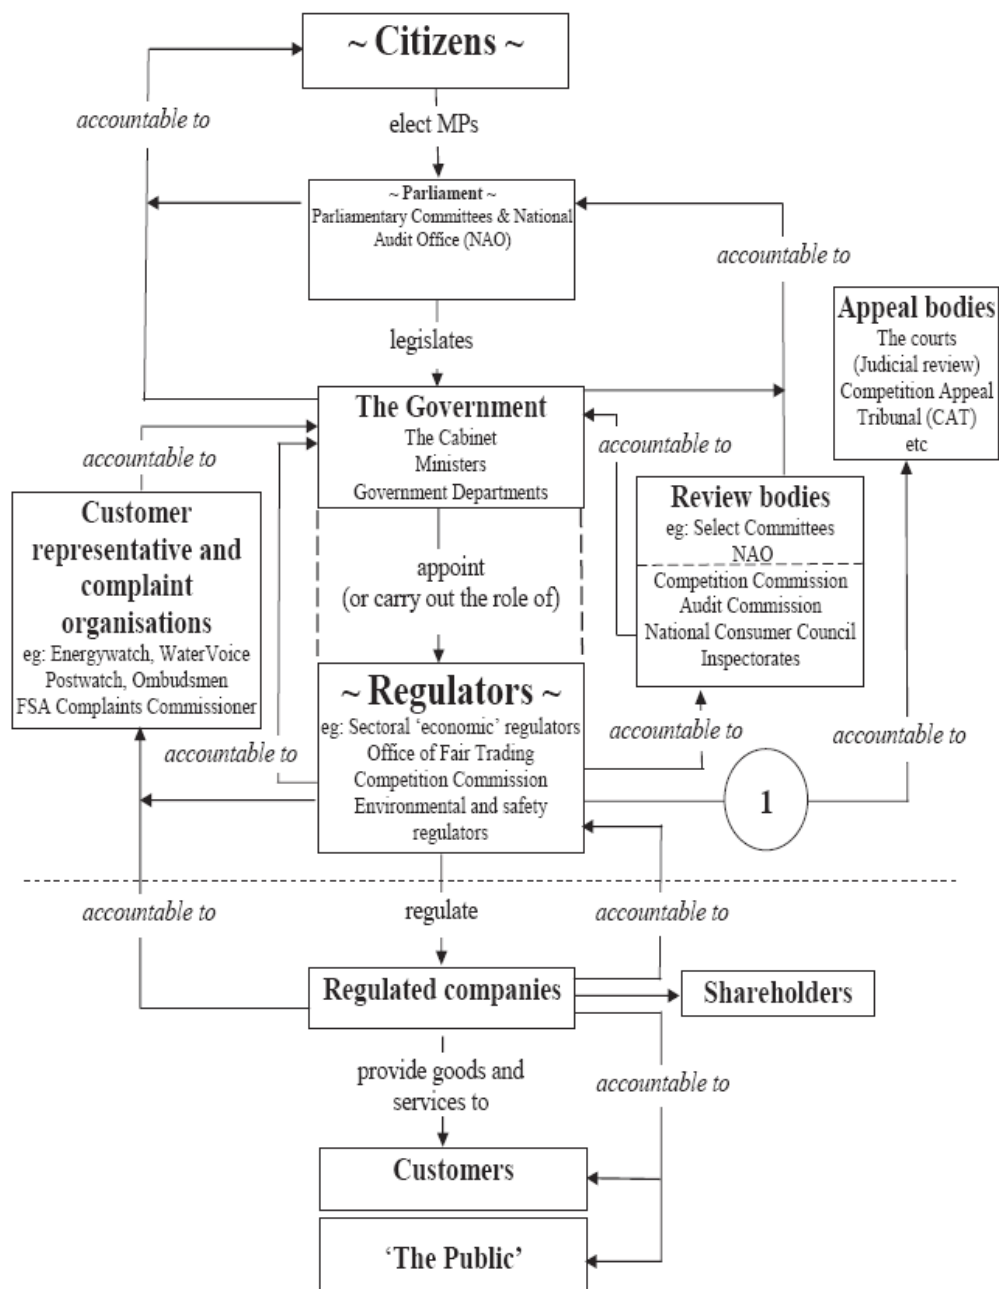 ~ Citizens ~
accountable to
elect MPs
~ Parliament ~
Parliamentary Committees & National
Audit Office (NAO)
accountable to
legislates
Appeal bodies
The courts
(Judicial review)
Competition Appeal
Tribunal (CAT)
etc
The Government
The Cabinet
Ministers
Government Departments
accountable to
accountable to
Customer
representative and
complaint
organisations
eg: Energywatch, WaterVoice
Postwatch, Ombudsmen
FSA Complaints Commissioner
Review bodies
eg: Select Committees
NAO
Competition Commission
Audit Commission
National Consumer Council
Inspectorates
appoint
(or carry out the role of)
~ Regulators ~
eg: Sectoral ‘economic’ regulators
Office of Fair Trading
Competition Commission
Environmental and safety
regulators
accountable to
accountable to
accountable to
1
accountable to
regulate
accountable to
Regulated companies
Shareholders
provide goods and
services to
accountable to
Customers
‘The Public’